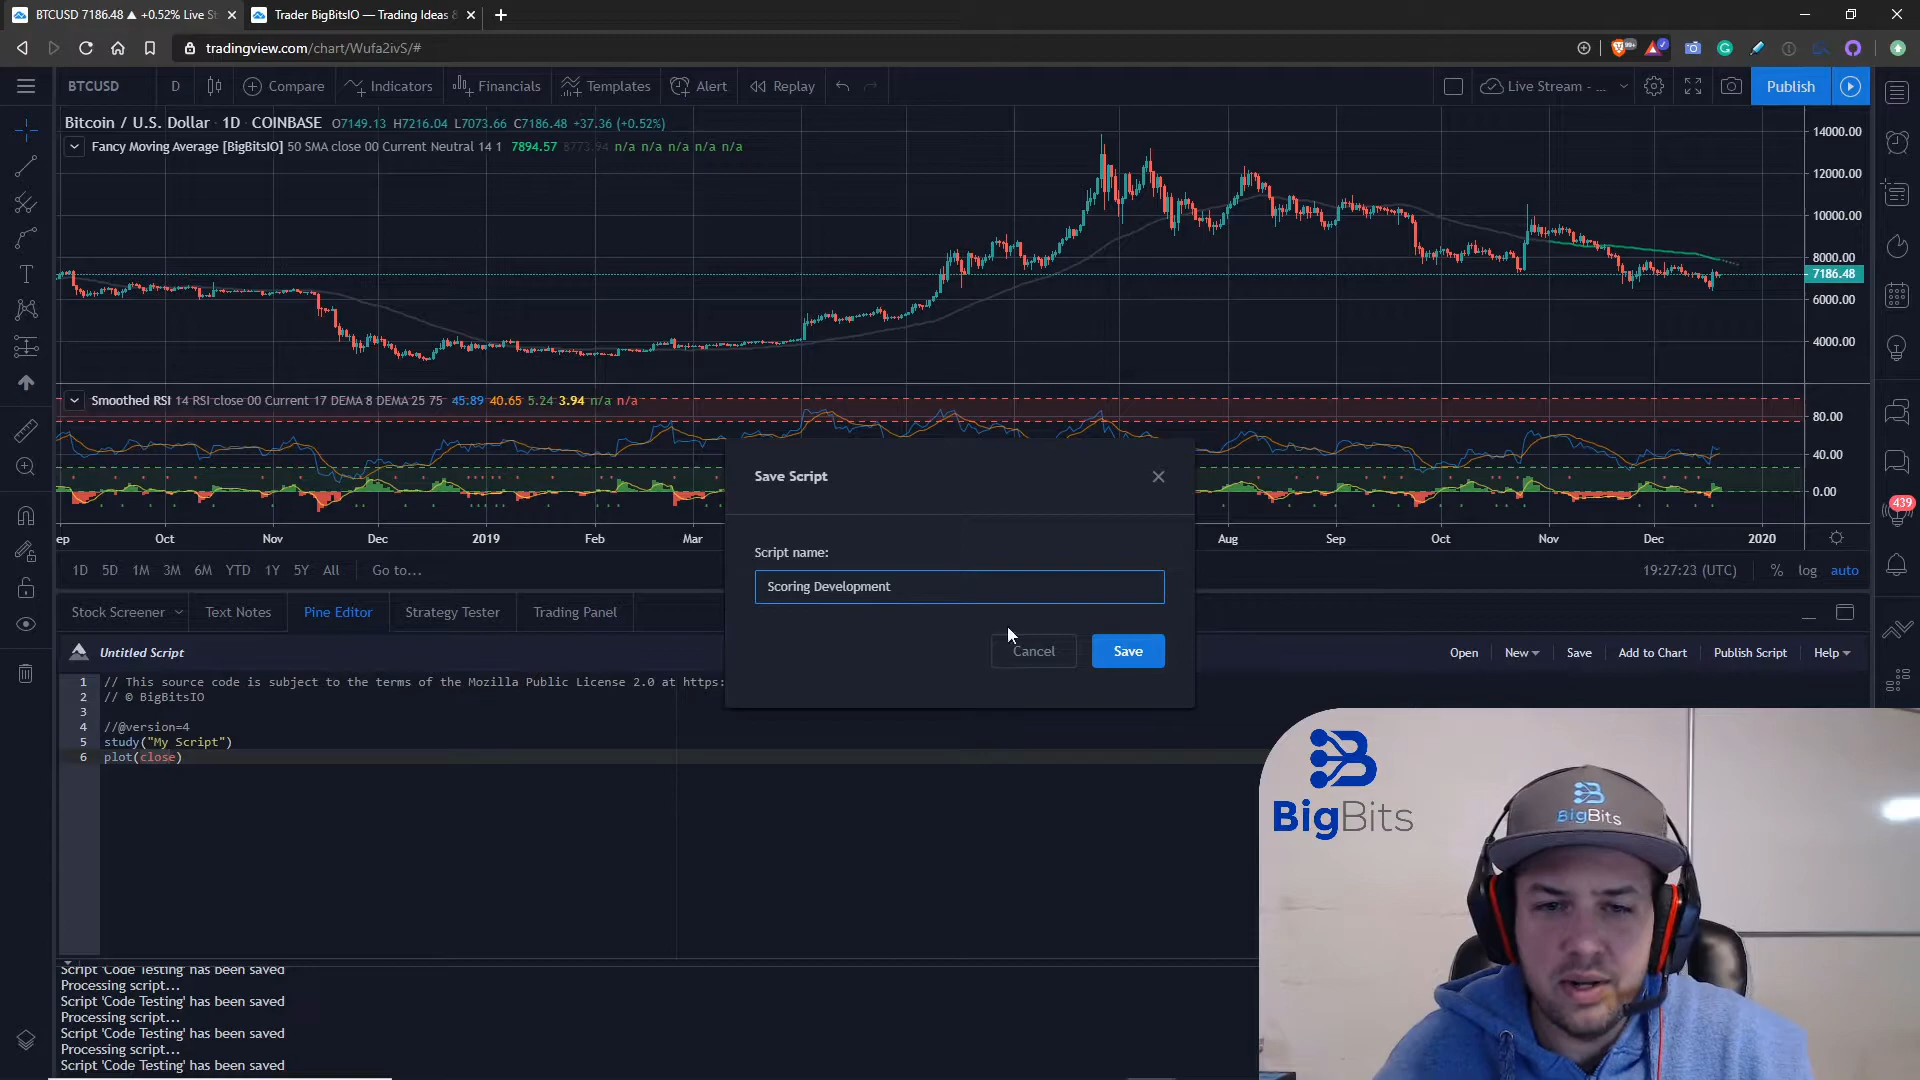 BTCUSD 7186.48 ▲ +0.52% Live St
Trader BigBitsIO — Trading Ideas &
tradingview.com/chart/Wufa2ivS/#
BTCUSD D Compare Indicators Financials Templates Alert Replay Live Stream - ... Publish
Bitcoin / U.S. Dollar 1D COINBASE O7149.13 H7216.04 L7073.66 C7186.48 +37.36 (+0.52%)
Fancy Moving Average [BigBitsIO] 50 SMA close 00 Current Neutral 14 1 7894.57 8773.94 n/a n/a n/a n/a n/a
14000.00
12000.00
10000.00
8000.00
7186.48
6000.00
4000.00
Smoothed RSI 14 RSI close 00 Current 17 DEMA 8 DEMA 25 75 45.89 40.65 5.24 3.94 n/a n/a
80.00
40.00
0.00
439
ep Oct Nov Dec 2019 Feb Mar Aug Sep Oct Nov Dec 2020
1D 5D 1M 3M 6M YTD 1Y 5Y All Go to... 19:27:23 (UTC) % log auto
Save Script
Script name:
Scoring Development
Cancel Save
Stock Screener Text Notes Pine Editor Strategy Tester Trading Panel
Untitled Script Open New Save Add to Chart Publish Script Help
1 // This source code is subject to the terms of the Mozilla Public License 2.0 at https:
2 // © BigBitsIO
3
4 //@version=4
5 study("My Script")
6 plot(close)
Script 'Code Testing' has been saved
Processing script...
Script 'Code Testing' has been saved
Processing script...
Script 'Code Testing' has been saved
Processing script...
Script 'Code Testing' has been saved
BigBits
BigBits